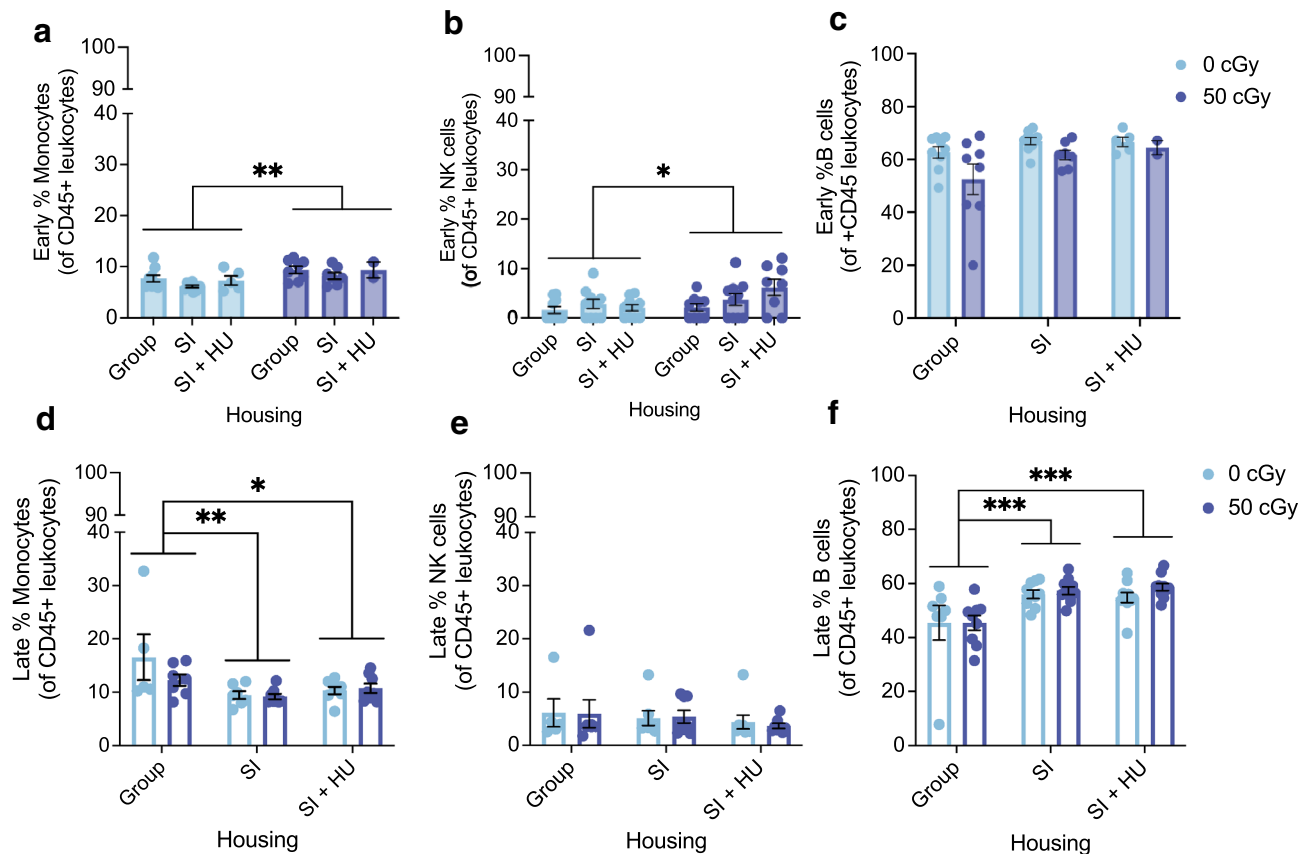 a
Early % Monocytes
(of CD45+ leukocytes)
100
90
40
30
20
10
0
**
Group
SI
SI + HU
Group
SI
SI + HU
Housing
b
Early % NK cells
(of CD45+ leukocytes)
100
90
40
30
20
10
0
*
Group
SI
SI + HU
Group
SI
SI + HU
Housing
c
Early %B cells
(of +CD45 leukocytes)
100
80
60
40
20
0
Group
SI
SI + HU
Housing
0 cGy
50 cGy
d
Late % Monocytes
(of CD45+ leukocytes)
100
90
40
30
20
10
0
*
**
Group
SI
SI + HU
Housing
e
Late % NK cells
(of CD45+ leukocytes)
100
90
40
30
20
10
0
Group
SI
SI + HU
Housing
f
Late % B cells
(of CD45+ leukocytes)
100
80
60
40
20
0
***
***
Group
SI
SI + HU
Housing
0 cGy
50 cGy